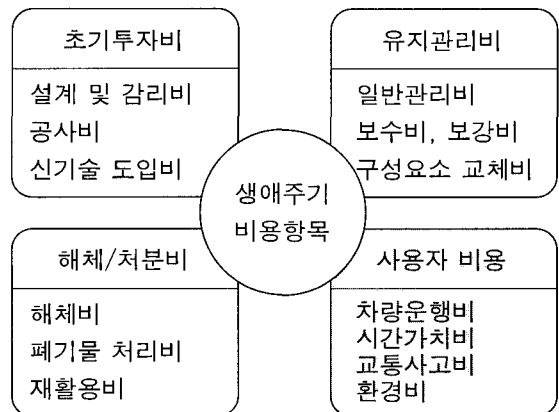 초기투자비
설계 및 감리비
공사비
신기술 도입비
유지관리비
일반관리비
보수비, 보강비
구성요소 교체비
생애주기
비용항목
해체/처분비
해체비
폐기물 처리비
재활용비
사용자 비용
차량운행비
시간가치비
교통사고비
환경비